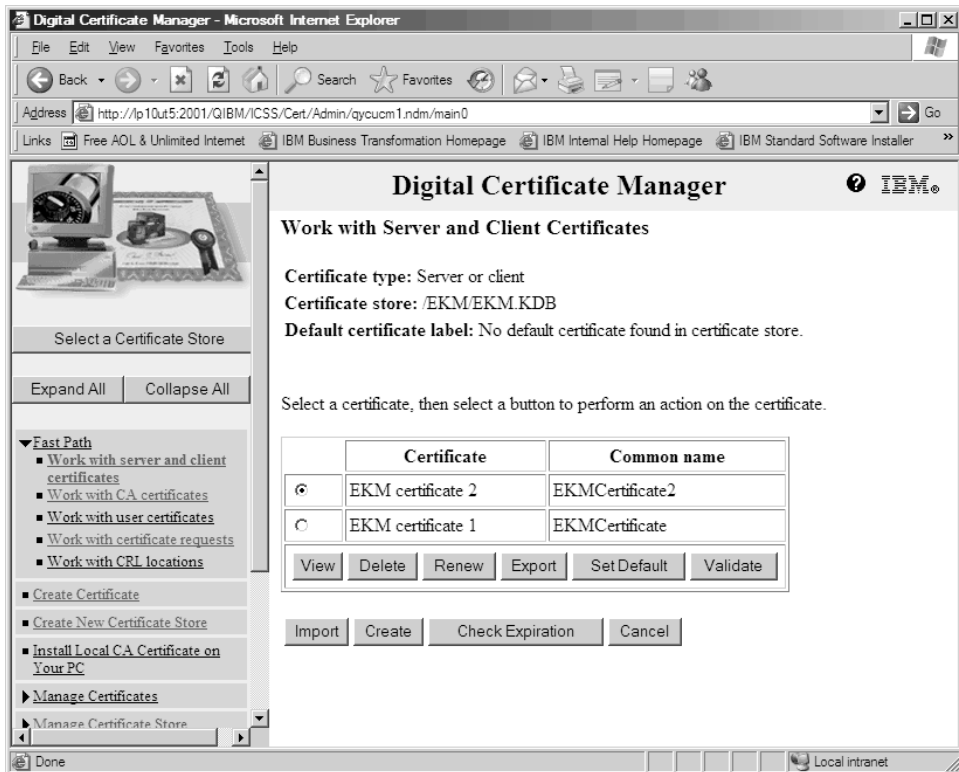 Digital Certificate Manager - Microsoft Internet Explorer
File Edit View Favorites Tools Help
Back Search Favorites
Address http://lp10ut5:2001/QIBM/ICSS/Cert/Admin/qycucm1.ndm/main0 Go
Links Free AOL & Unlimited Internet IBM Business Transformation Homepage IBM Internal Help Homepage IBM Standard Software Installer »
Select a Certificate Store
Expand All Collapse All
Fast Path
Work with server and client
certificates
Work with CA certificates
Work with user certificates
Work with certificate requests
Work with CRL locations
Create Certificate
Create New Certificate Store
Install Local CA Certificate on
Your PC
Manage Certificates
Manage Certificate Store
Digital Certificate Manager ? IBM®
Work with Server and Client Certificates
Certificate type: Server or client
Certificate store: /EKM/EKM.KDB
Default certificate label: No default certificate found in certificate store.
Select a certificate, then select a button to perform an action on the certificate.
Certificate Common name
EKM certificate 2 EKMCertificate2
EKM certificate 1 EKMCertificate
View Delete Renew Export Set Default Validate
Import Create Check Expiration Cancel
Done Local intranet